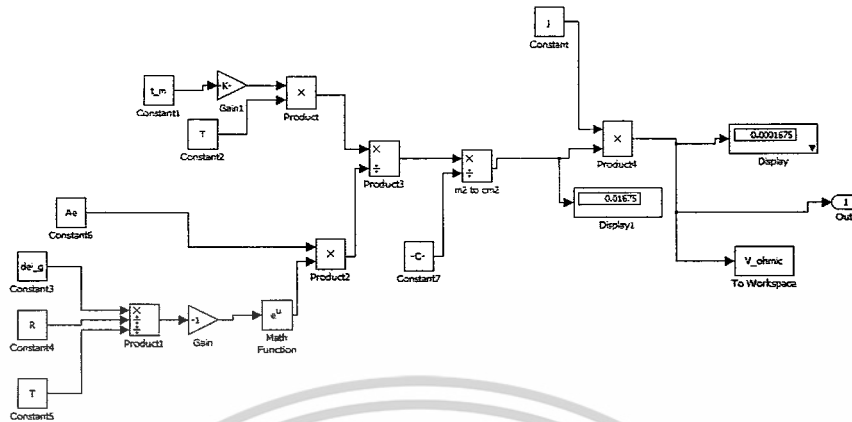 j
Constant
t_m
Constant1
-K-
Gain1
×
Product
T
Constant2
×
÷
Product3
×
÷
m2 to cm2
×
Product4
0.0001675
Display
0.01675
Display1
1
Out
V_ohmic
To Workspace
Ae
Constant6
×
Product2
-C-
Constant7
del_g
Constant3
R
Constant4
T
Constant5
×
÷
÷
Product1
-1
Gain
e^u
Math
Function